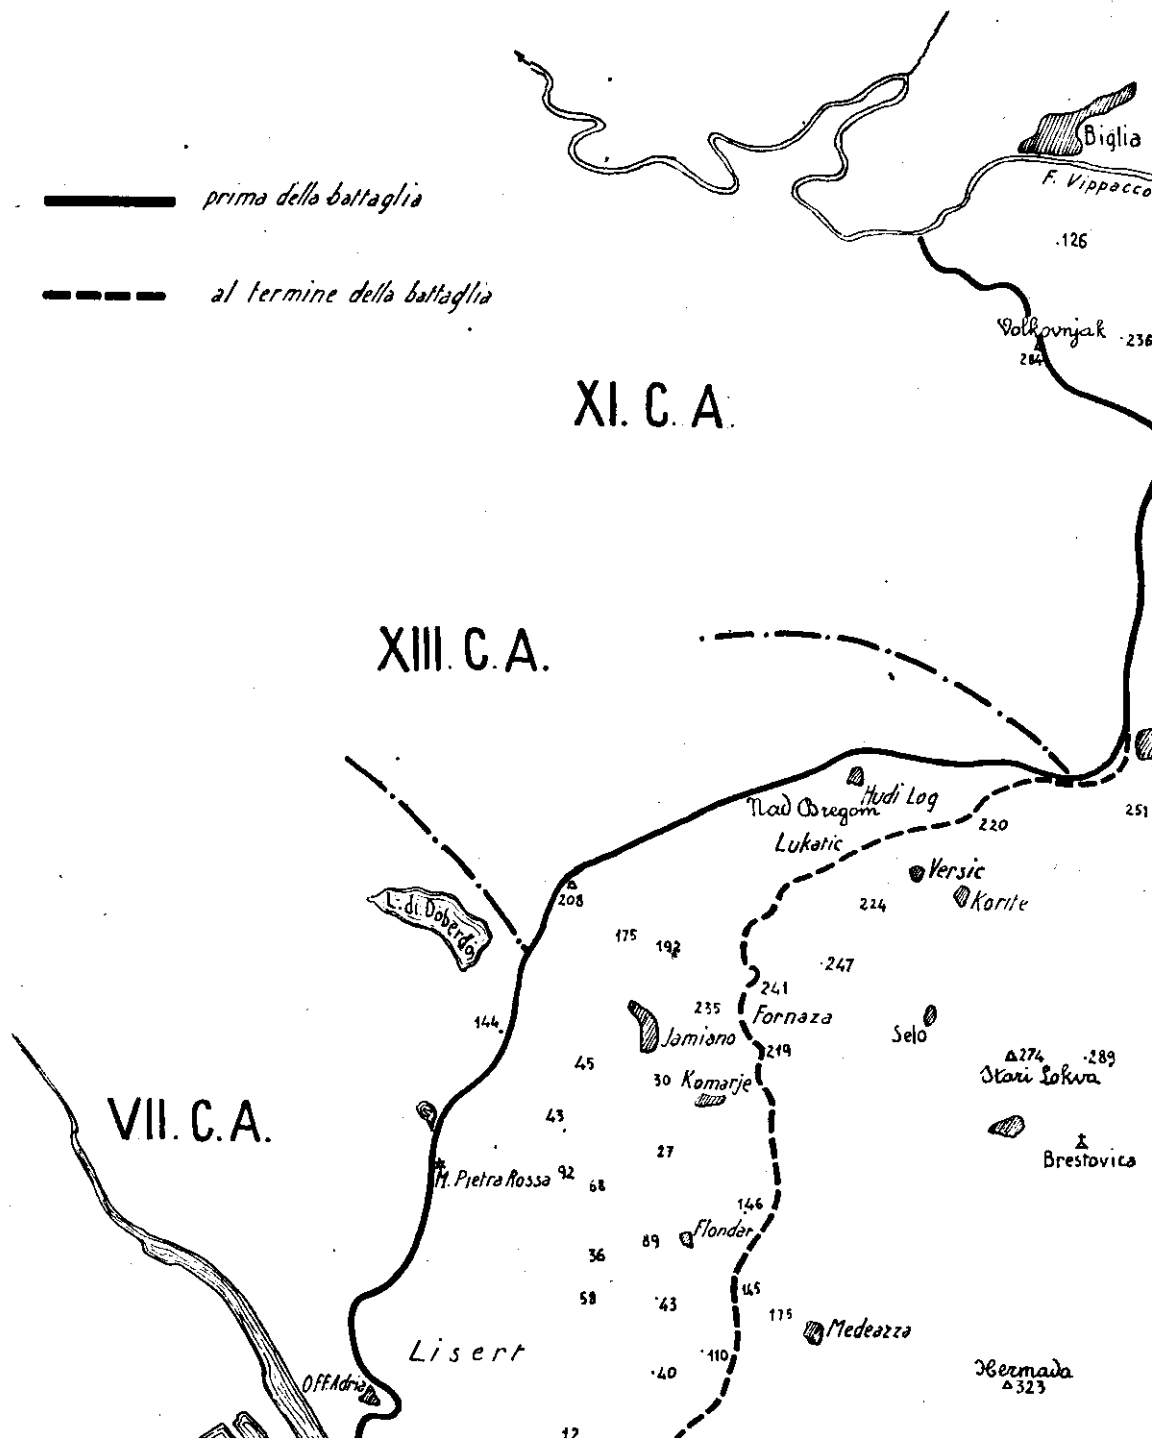 Biglia
F. Vippacco
prima della battaglia
126
al termine della battaglia
Volkovnjak
236
284
XI. C. A.
XIII. C. A.
Hudi Log
Nad Bregom
251
220
Lukatic
Versic
L. di Doberdò
208
224
Korite
175
192
247
241
235
Fornaza
144
Jamiano
Selo
219
274
289
45
Stari Lokva
30
Komarje
VII. C. A.
43
27
Brestovica
M. Pietra Rossa
92
68
146
Flondar
89
36
145
58
43
175
Medeazza
Lisert
110
Hermada
40
Off. Adria
323
12